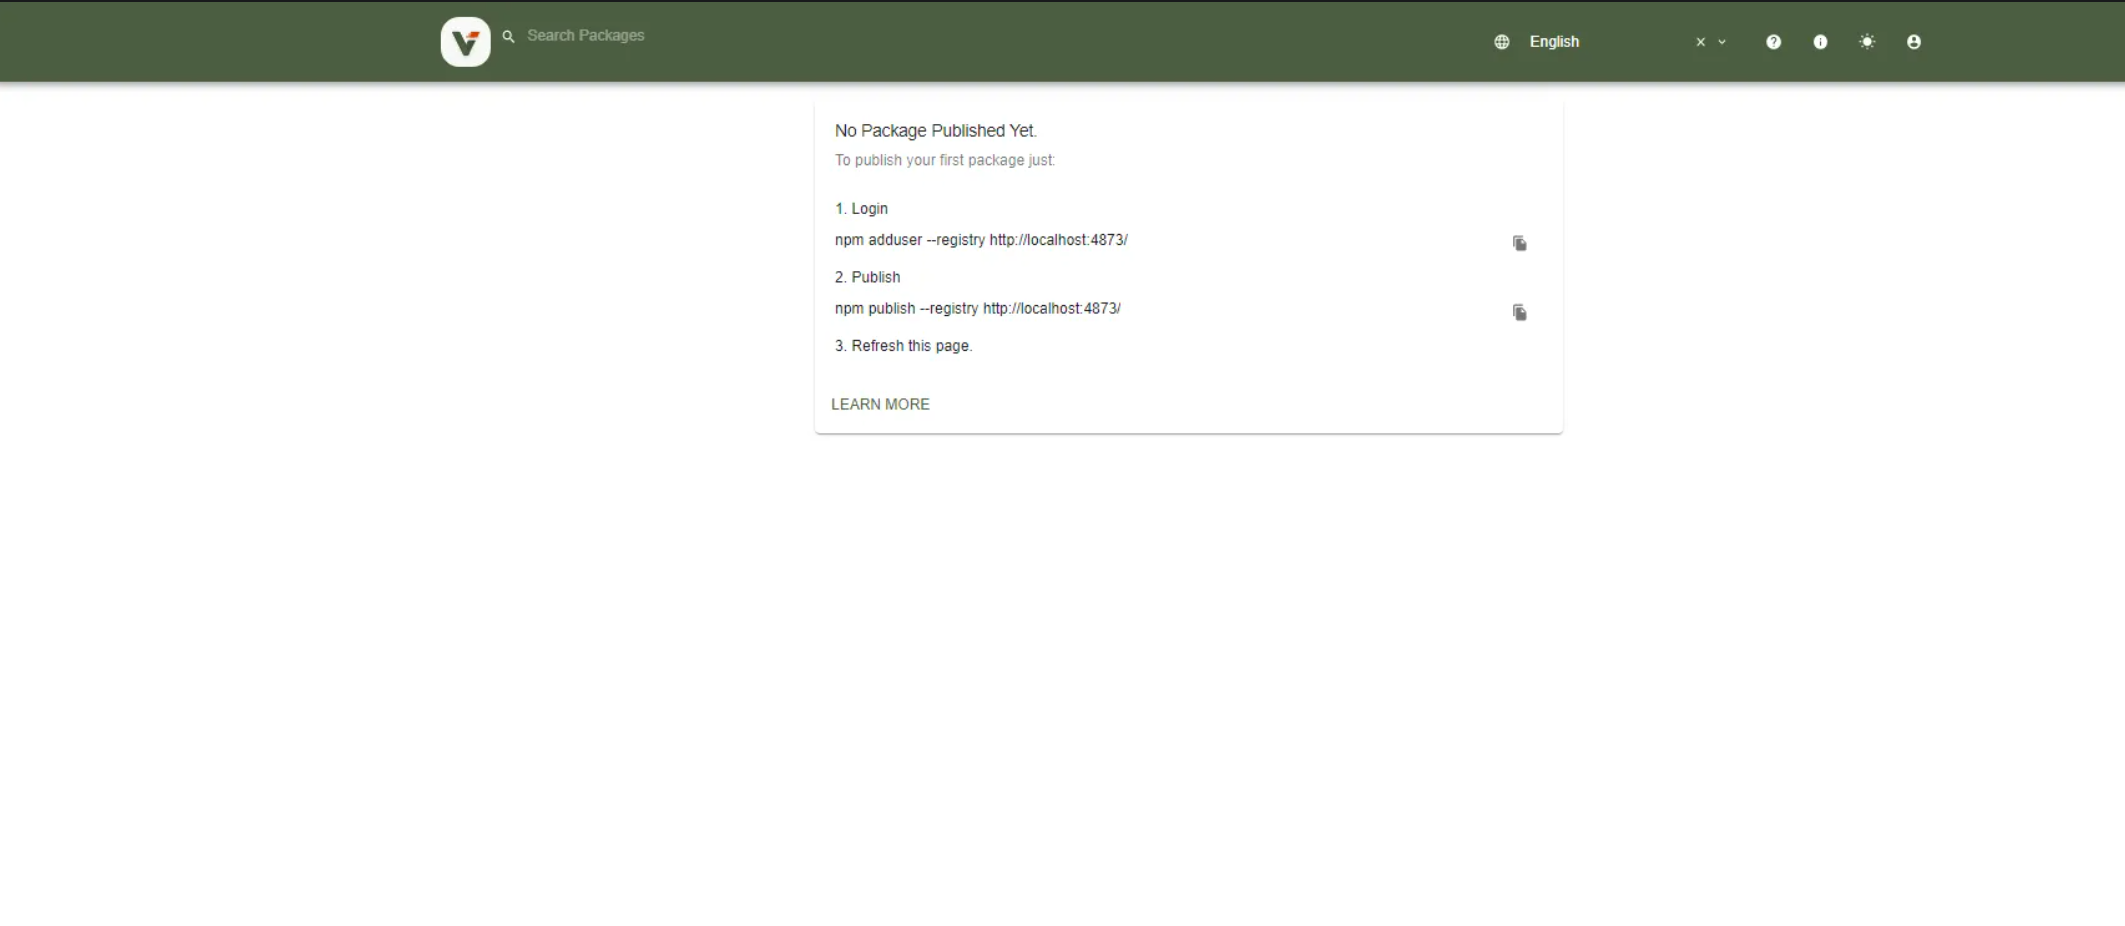 Search Packages
English
No Package Published Yet.
To publish your first package just:
1. Login
npm adduser --registry http://localhost:4873/
2. Publish
npm publish --registry http://localhost:4873/
3. Refresh this page.
LEARN MORE